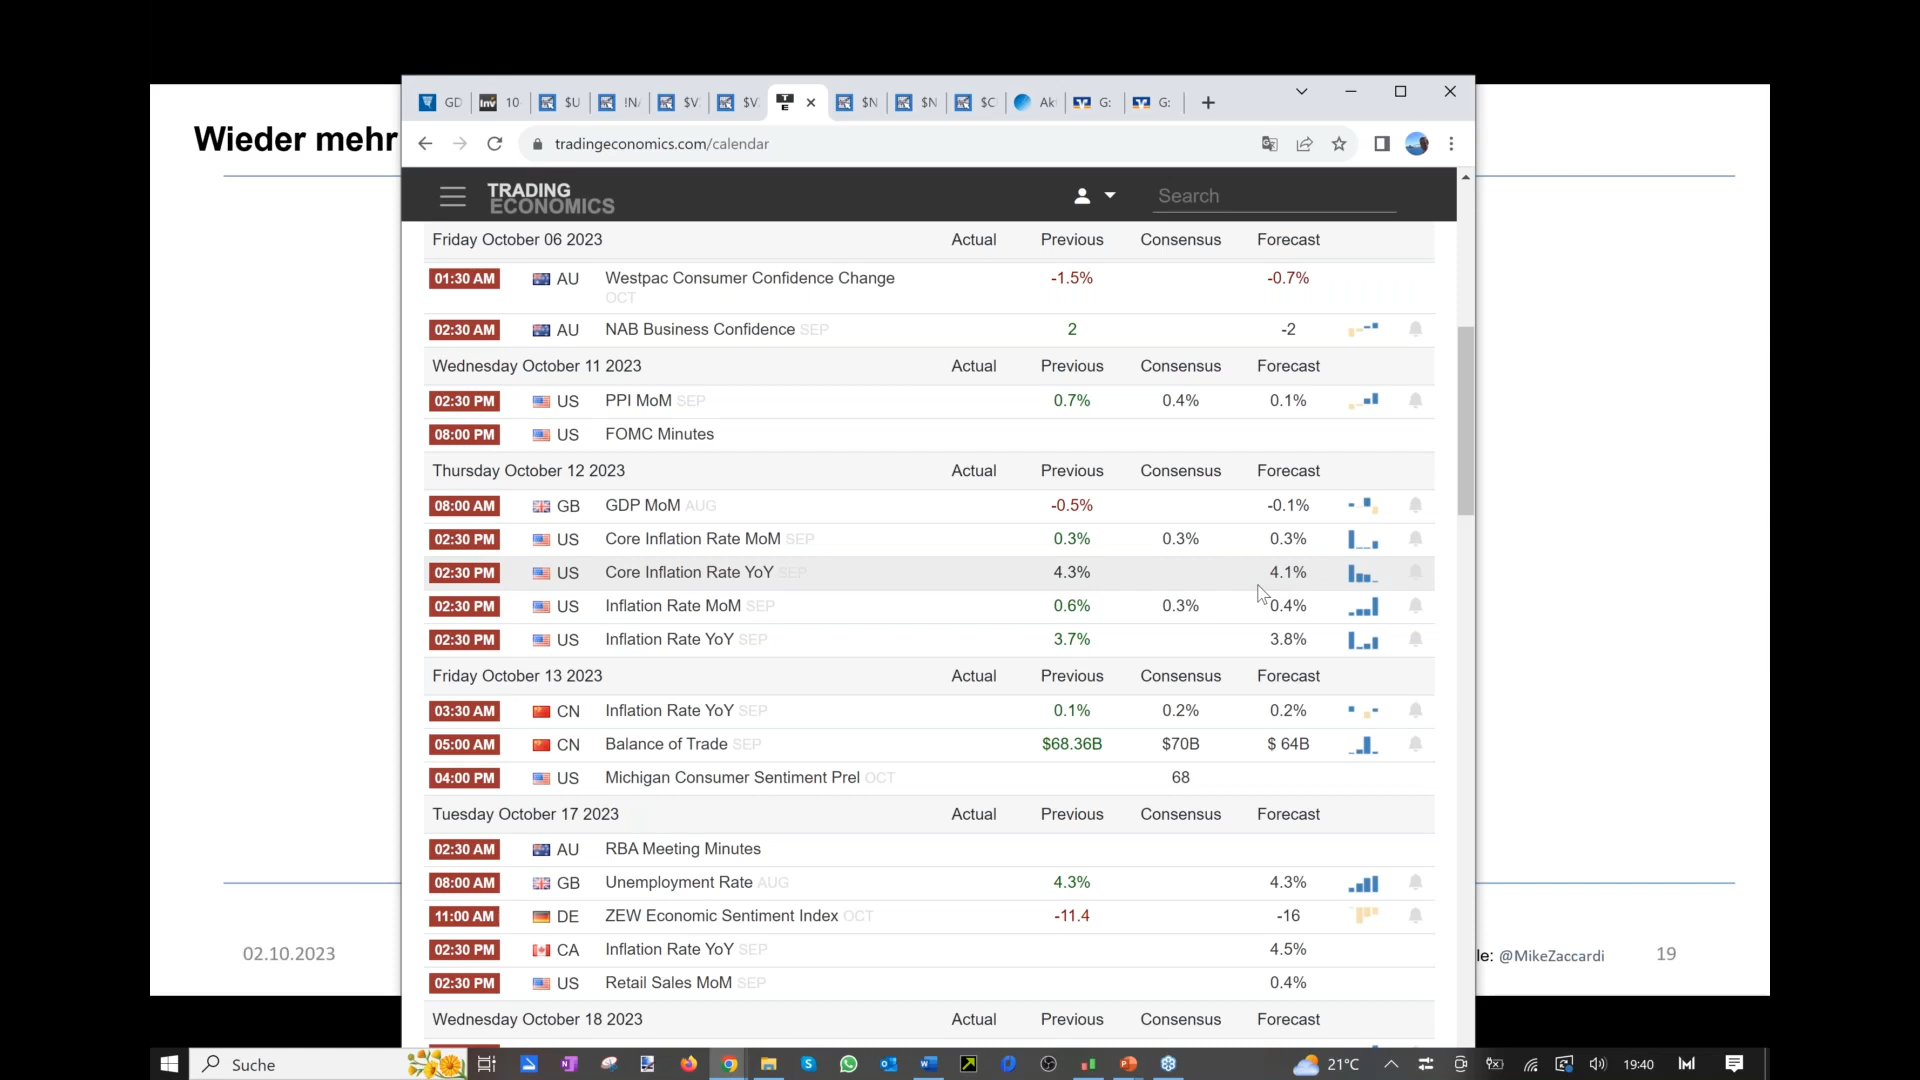 Wieder mehr
GD
10
$U
!N/
$V
$V
TE
$N
$N
$C
Ak
G:
G:
tradingeconomics.com/calendar
TRADING
ECONOMICS
Search
Friday October 06 2023 Actual Previous Consensus Forecast
01:30 AM AU Westpac Consumer Confidence Change -1.5% -0.7%
OCT
02:30 AM AU NAB Business Confidence SEP 2 -2
Wednesday October 11 2023 Actual Previous Consensus Forecast
02:30 PM US PPI MoM SEP 0.7% 0.4% 0.1%
08:00 PM US FOMC Minutes
Thursday October 12 2023 Actual Previous Consensus Forecast
08:00 AM GB GDP MoM AUG -0.5% -0.1%
02:30 PM US Core Inflation Rate MoM SEP 0.3% 0.3% 0.3%
02:30 PM US Core Inflation Rate YoY SEP 4.3% 4.1%
02:30 PM US Inflation Rate MoM SEP 0.6% 0.3% 0.4%
02:30 PM US Inflation Rate YoY SEP 3.7% 3.8%
Friday October 13 2023 Actual Previous Consensus Forecast
03:30 AM CN Inflation Rate YoY SEP 0.1% 0.2% 0.2%
05:00 AM CN Balance of Trade SEP $68.36B $70B $ 64B
04:00 PM US Michigan Consumer Sentiment Prel OCT 68
Tuesday October 17 2023 Actual Previous Consensus Forecast
02:30 AM AU RBA Meeting Minutes
08:00 AM GB Unemployment Rate AUG 4.3% 4.3%
11:00 AM DE ZEW Economic Sentiment Index OCT -11.4 -16
02:30 PM CA Inflation Rate YoY SEP 4.5%
02:30 PM US Retail Sales MoM SEP 0.4%
Wednesday October 18 2023 Actual Previous Consensus Forecast
02.10.2023
le: @MikeZaccardi 19
Suche
21°C
19:40